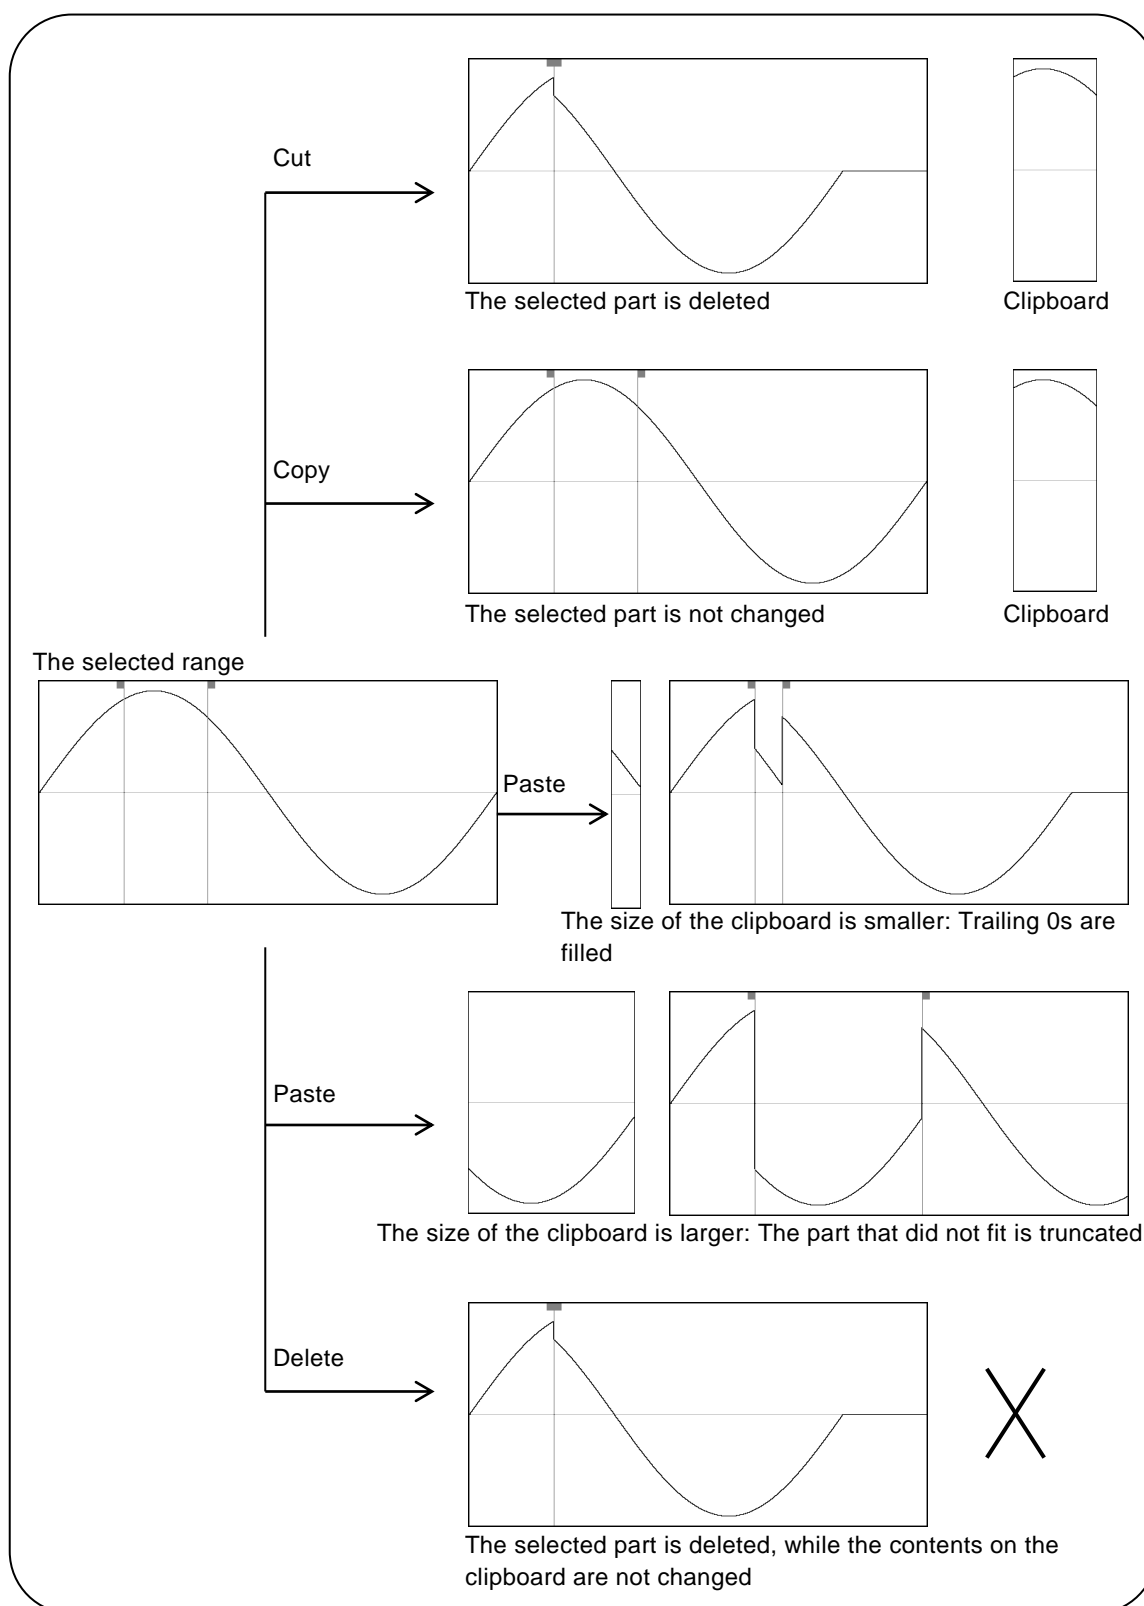 Cut
The selected part is deleted
Clipboard
Copy
The selected part is not changed
Clipboard
The selected range
Paste
The size of the clipboard is smaller: Trailing 0s are
filled
Paste
The size of the clipboard is larger: The part that did not fit is truncated
Delete
The selected part is deleted, while the contents on the
clipboard are not changed